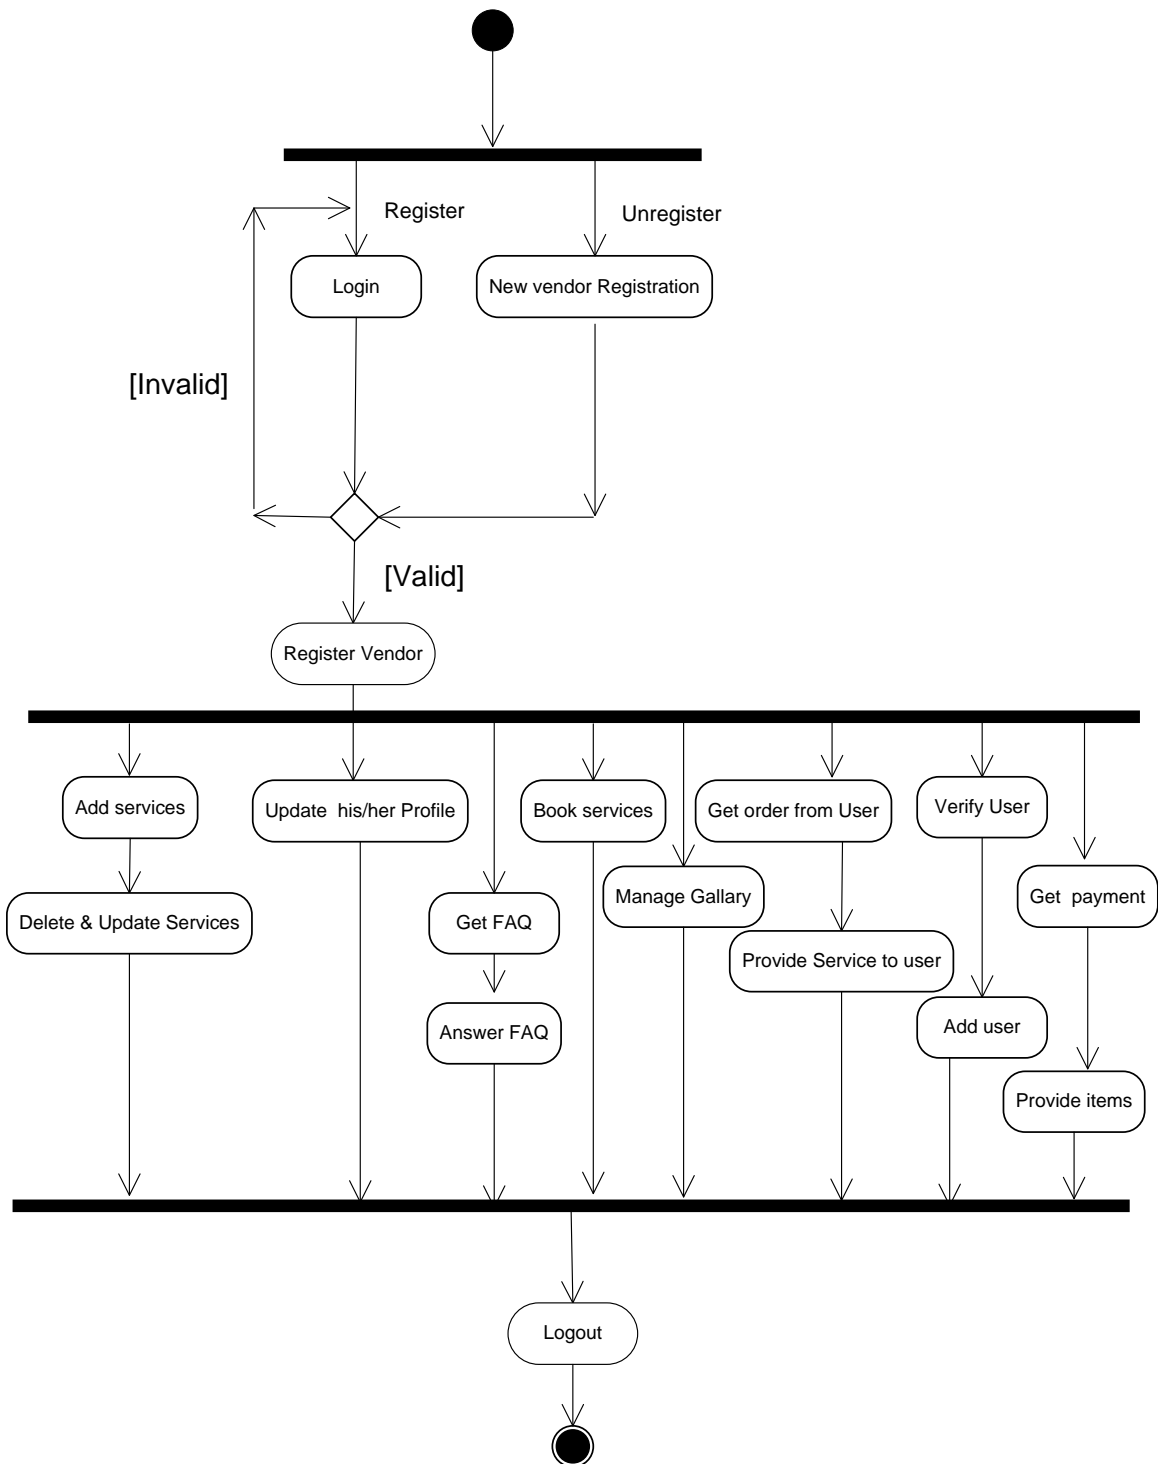 Register
Unregister
Login
New vendor Registration
[Invalid]
[Valid]
Register Vendor
Add services
Update  his/her Profile
Book services
Get order from User
Verify User
Manage Gallary
Get  payment
Delete & Update Services
Get FAQ
Provide Service to user
Answer FAQ
Add user
Provide items
Logout